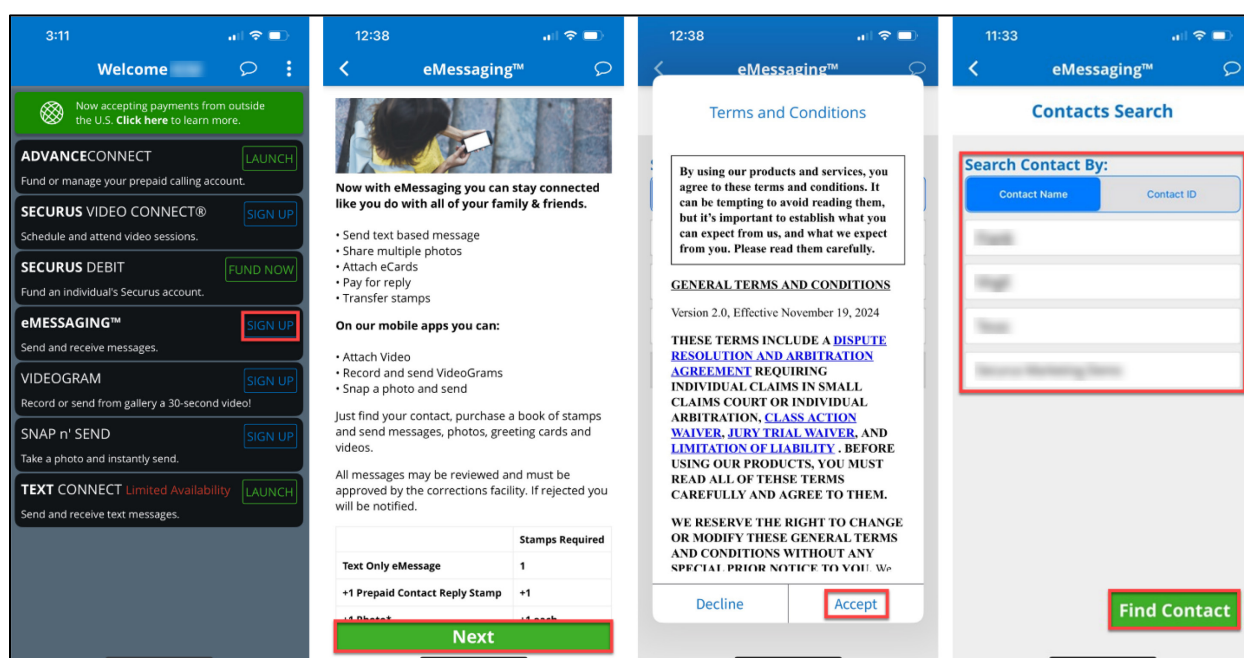 3:11
Welcome
Now accepting payments from outside
the U.S. Click here to learn more.
ADVANCECONNECT
LAUNCH
Fund or manage your prepaid calling account.
SECURUS VIDEO CONNECT®
SIGN UP
Schedule and attend video sessions.
SECURUS DEBIT
FUND NOW
Fund an individual's Securus account.
eMESSAGING™
SIGN UP
Send and receive messages.
VIDEOGRAM
SIGN UP
Record or send from gallery a 30-second video!
SNAP n' SEND
SIGN UP
Take a photo and instantly send.
TEXT CONNECT Limited Availability
LAUNCH
Send and receive text messages.
12:38
eMessaging™
Now with eMessaging you can stay connected
like you do with all of your family & friends.
• Send text based message
• Share multiple photos
• Attach eCards
• Pay for reply
• Transfer stamps
On our mobile apps you can:
• Attach Video
• Record and send VideoGrams
• Snap a photo and send
Just find your contact, purchase a book of stamps
and send messages, photos, greeting cards and
videos.
All messages may be reviewed and must be
approved by the corrections facility. If rejected you
will be notified.
Stamps Required
Text Only eMessage 1
+1 Prepaid Contact Reply Stamp +1
+1 Photo* +1 each
Next
12:38
eMessaging™
Terms and Conditions
By using our products and services, you
agree to these terms and conditions. It
can be tempting to avoid reading them,
but it's important to establish what you
can expect from us, and what we expect
from you. Please read them carefully.
GENERAL TERMS AND CONDITIONS
Version 2.0, Effective November 19, 2024
THESE TERMS INCLUDE A DISPUTE
RESOLUTION AND ARBITRATION
AGREEMENT REQUIRING
INDIVIDUAL CLAIMS IN SMALL
CLAIMS COURT OR INDIVIDUAL
ARBITRATION, CLASS ACTION
WAIVER, JURY TRIAL WAIVER, AND
LIMITATION OF LIABILITY . BEFORE
USING OUR PRODUCTS, YOU MUST
READ ALL OF TEHSE TERMS
CAREFULLY AND AGREE TO THEM.
WE RESERVE THE RIGHT TO CHANGE
OR MODIFY THESE GENERAL TERMS
AND CONDITIONS WITHOUT ANY
SPECIAL PRIOR NOTICE TO YOU. We
Decline
Accept
11:33
eMessaging™
Contacts Search
Search Contact By:
Contact Name
Contact ID
Find Contact